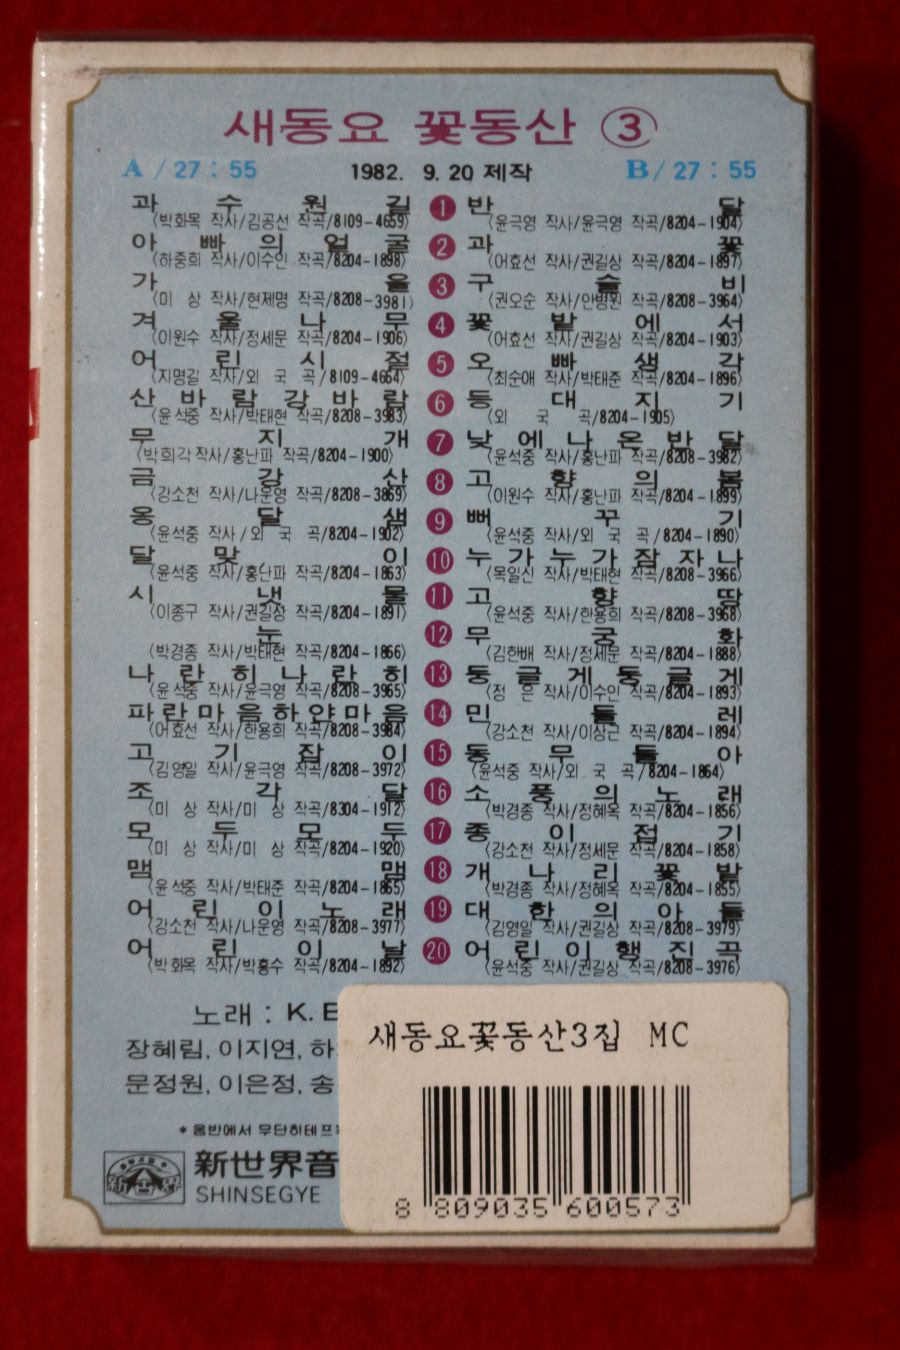 새동요 꽃동산 ③
A / 27 : 55 1982. 9. 20 제작 B / 27 : 55
과수원길 1 반달
〈박화목 작사/김공선 작곡/8109-4659〉 〈윤극영 작사/윤극영 작곡/8204-1904〉
아빠의얼굴 2 과꽃
〈하중희 작사/이수인 작곡/8204-1898〉 〈어효선 작사/권길상 작곡/8204-1897〉
가을 3 구슬비
〈미 상 작사/현제명 작곡/8208-3981〉 〈권오순 작사/안병원 작곡/8208-3964〉
겨울나무 4 꽃밭에서
〈이원수 작사/정세문 작곡/8204-1906〉 〈어효선 작사/권길상 작곡/8204-1903〉
어린시절 5 오빠생각
〈지명길 작사/외 국 곡/8109-4664〉 〈최순애 작사/박태준 작곡/8204-1896〉
산바람강바람 6 등대지기
〈윤석중 작사/박태현 작곡/8208-3983〉 〈외 국 곡/8204-1905〉
무지개 7 낮에나온반달
〈박희각 작사/홍난파 작곡/8204-1900〉 〈윤석중 작사/홍난파 작곡/8208-3982〉
금강산 8 고향의봄
〈강소천 작사/나운영 작곡/8208-3869〉 〈이원수 작사/홍난파 작곡/8204-1899〉
옹달샘 9 뻐꾸기
〈윤석중 작사/외 국 곡/8204-1902〉 〈윤석중 작사/외 국 곡/8204-1890〉
달맞이 10 누가누가잠자나
〈윤석중 작사/홍난파 작곡/8204-1863〉 〈목일신 작사/박태현 작곡/8208-3966〉
시냇물 11 고향땅
〈이종구 작사/권길상 작곡/8204-1891〉 〈윤석중 작사/한용희 작곡/8208-3968〉
눈 12 무궁화
〈박경종 작사/박태현 작곡/8204-1866〉 〈김한배 작사/정세문 작곡/8204-1888〉
나란히나란히 13 둥글게둥글게
〈윤석중 작사/윤극영 작곡/8208-3965〉 〈정 은 작사/이수인 작곡/8204-1893〉
파란마음하얀마음 14 민들레
〈어효선 작사/한용희 작곡/8208-3984〉 〈강소천 작사/이상근 작곡/8204-1894〉
고기잡이 15 동무들아
〈김영일 작사/윤극영 작곡/8208-3972〉 〈윤석중 작사/외 국 곡/8204-1864〉
조각달 16 소풍의노래
〈미 상 작사/미 상 작곡/8304-1912〉 〈박경종 작사/정혜옥 작곡/8204-1856〉
모두모두 17 종이접기
〈미 상 작사/미 상 작곡/8204-1920〉 〈강소천 작사/정세문 작곡/8204-1858〉
맴맴 18 개나리꽃밭
〈윤석중 작사/박태준 작곡/8204-1865〉 〈박경종 작사/정혜옥 작곡/8204-1855〉
어린이노래 19 대한의아들
〈강소천 작사/나운영 작곡/8208-3977〉 〈김영일 작사/권길상 작곡/8208-3979〉
어린이날 20 어린이행진곡
〈박화목 작사/박흥수 작곡/8204-1892〉 〈윤석중 작사/권길상 작곡/8208-3976〉
노래 : K.
장혜림, 이지연, 하
문정원, 이은정, 송
* 음반에서 무단히테프
新世界音
SHINSEGYE
새동요꽃동산3집 MC
8 809035 600573